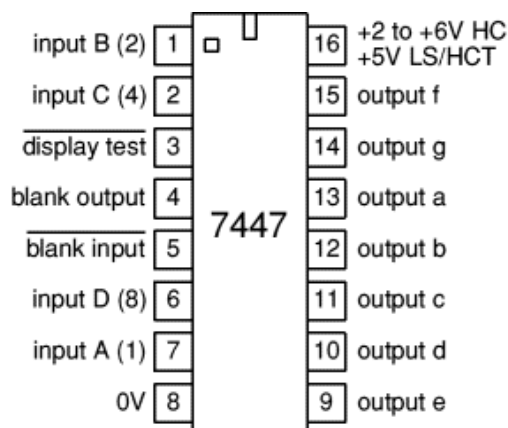 input B (2) 1 16 +2 to +6V HC
+5V LS/HCT
input C (4) 2 15 output f
display test 3 14 output g
blank output 4 13 output a
7447
blank input 5 12 output b
input D (8) 6 11 output c
input A (1) 7 10 output d
0V 8 9 output e